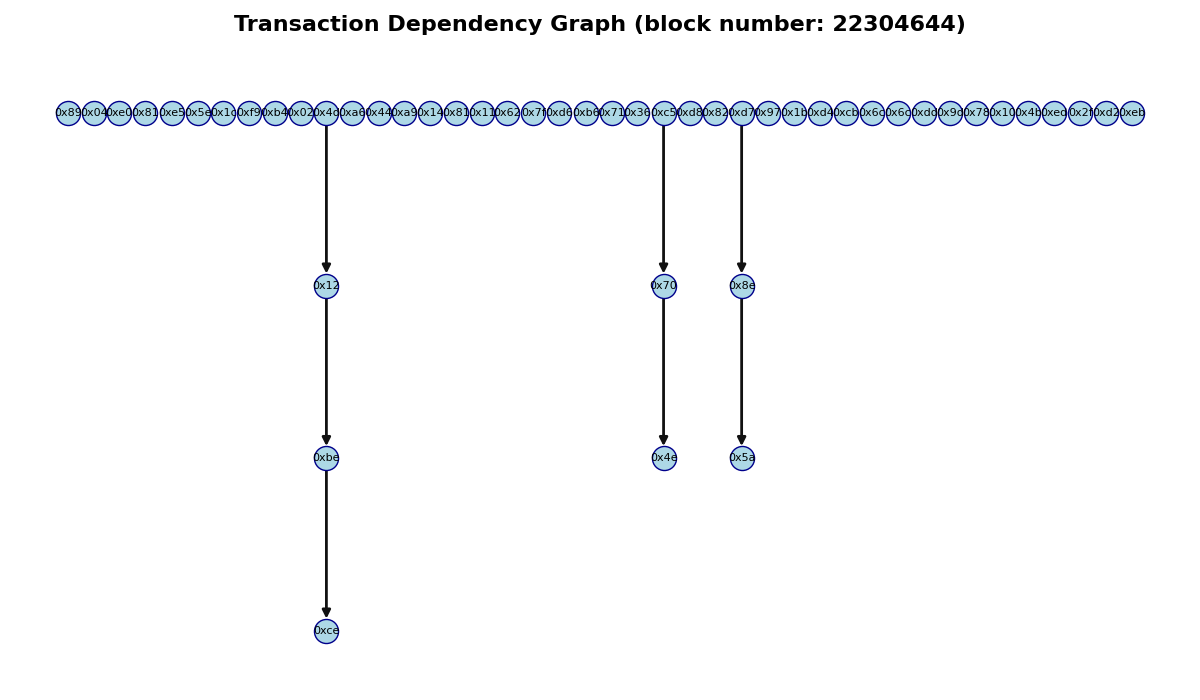 Transaction Dependency Graph (block number: 22304644)
0x89 0x04 0xe0 0x81 0xe5 0x5e 0x1c 0xf9 0xb4 0x02 0x4d 0xa6 0x44 0xa9 0x14 0x81 0x11 0x62 0x7f 0xd6 0xb6 0x71 0x36 0xc5 0xd8 0x82 0xd7 0x97 0x1b 0xd4 0xcb 0x6c 0x6c 0xdd 0x9d 0x78 0x10 0x4b 0xed 0x2f 0xd2 0xeb
0x12 0x70 0x8e
0xbe 0x4e 0x5a
0xce